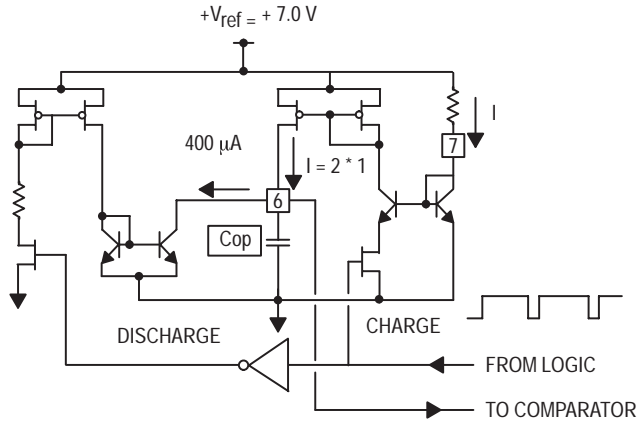 +Vref = + 7.0 V
I
7
400 µA
I = 2 * 1
6
Cop
DISCHARGE
CHARGE
FROM LOGIC
TO COMPARATOR